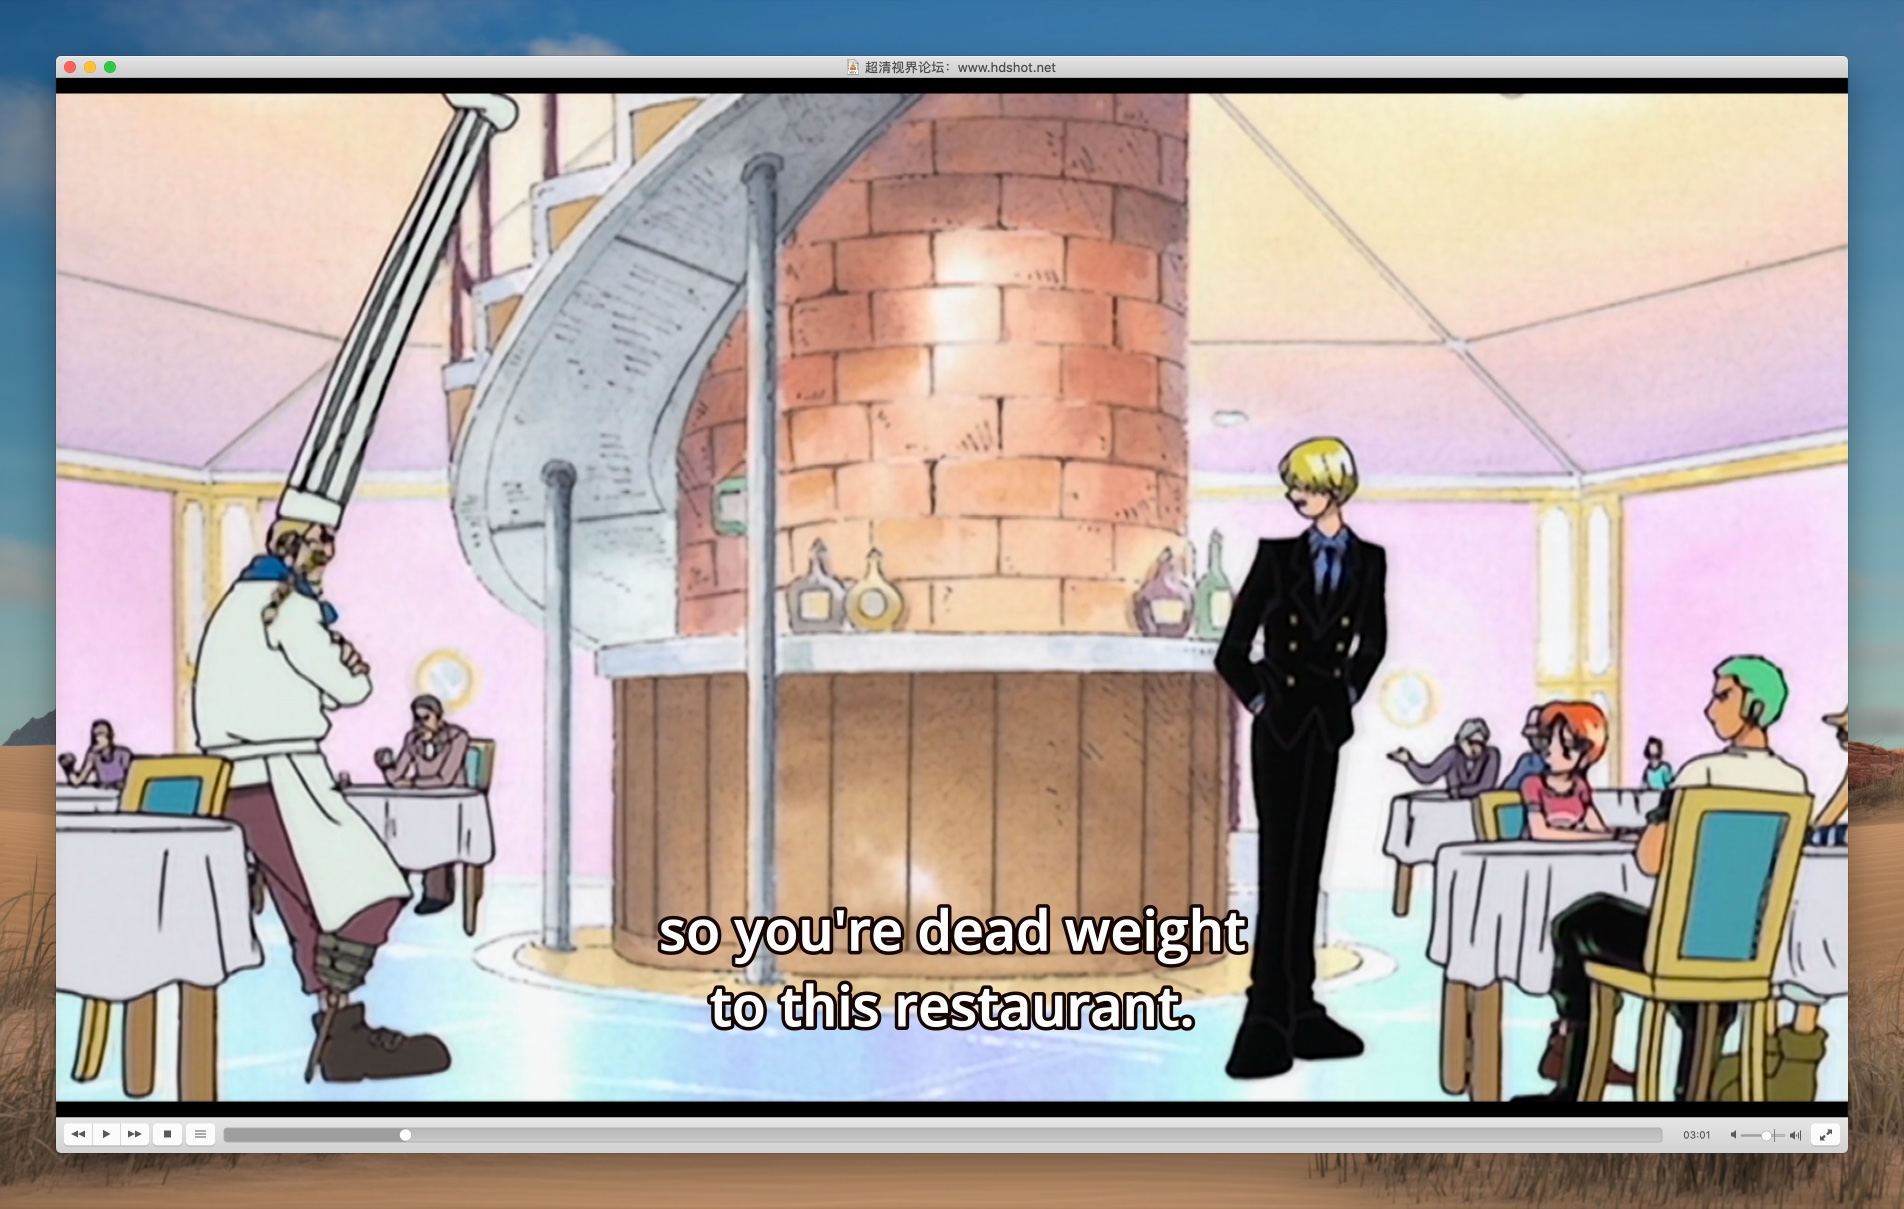 超清视界论坛：www.hdshot.net
so you're dead weight
to this restaurant.
03:01